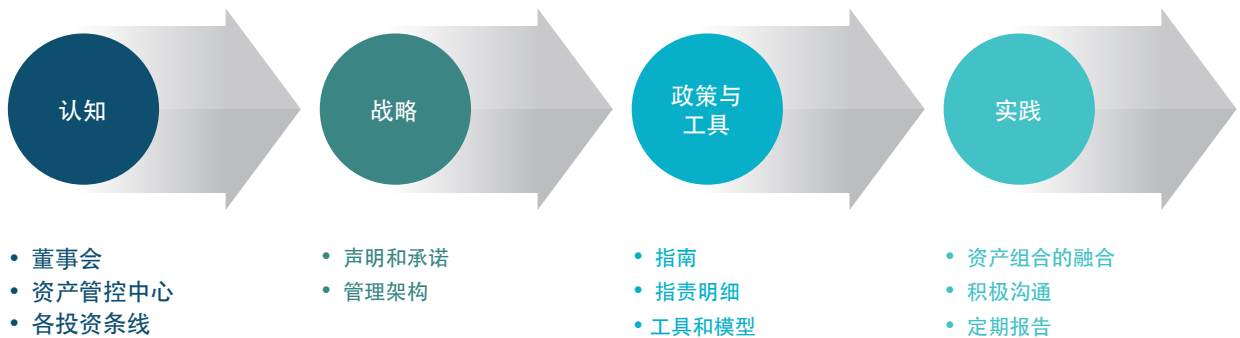 认知
战略
政策与
工具
实践
• 董事会
• 资产管控中心
• 各投资条线
• 声明和承诺
• 管理架构
• 指南
• 指责明细
• 工具和模型
• 资产组合的融合
• 积极沟通
• 定期报告